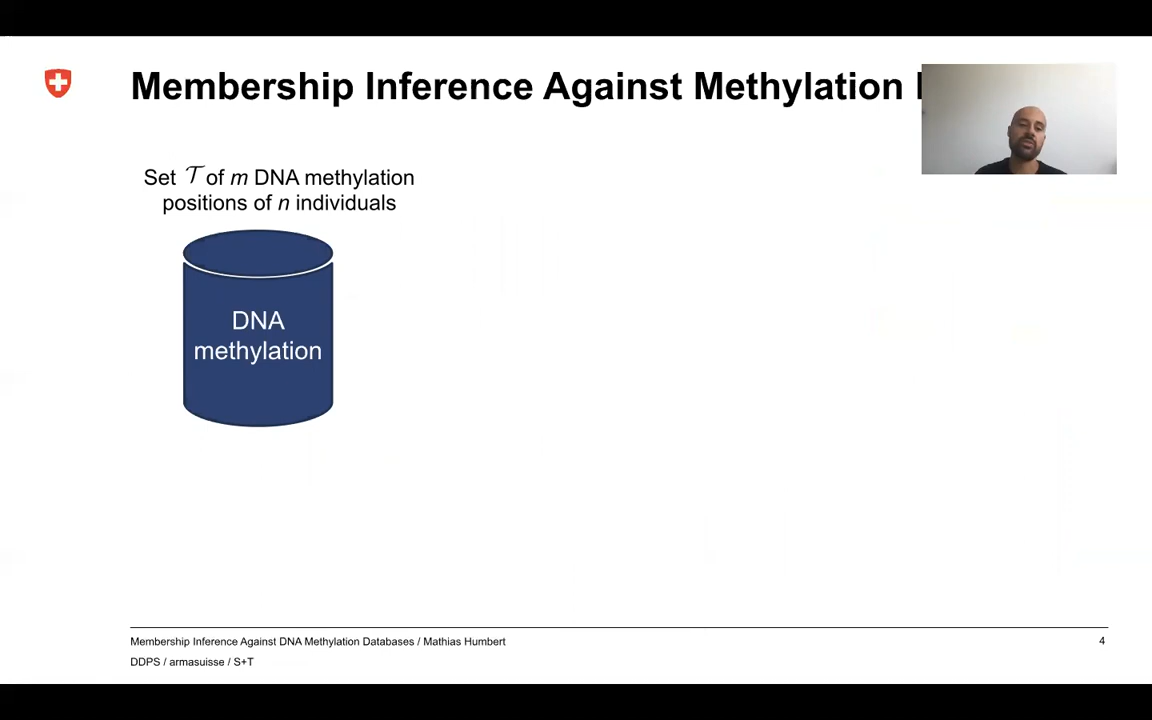 Membership Inference Against Methylation
Set 𝒯 of m DNA methylation
positions of n individuals
DNA
methylation
Membership Inference Against DNA Methylation Databases / Mathias Humbert
4
DDPS / armasuisse / S+T